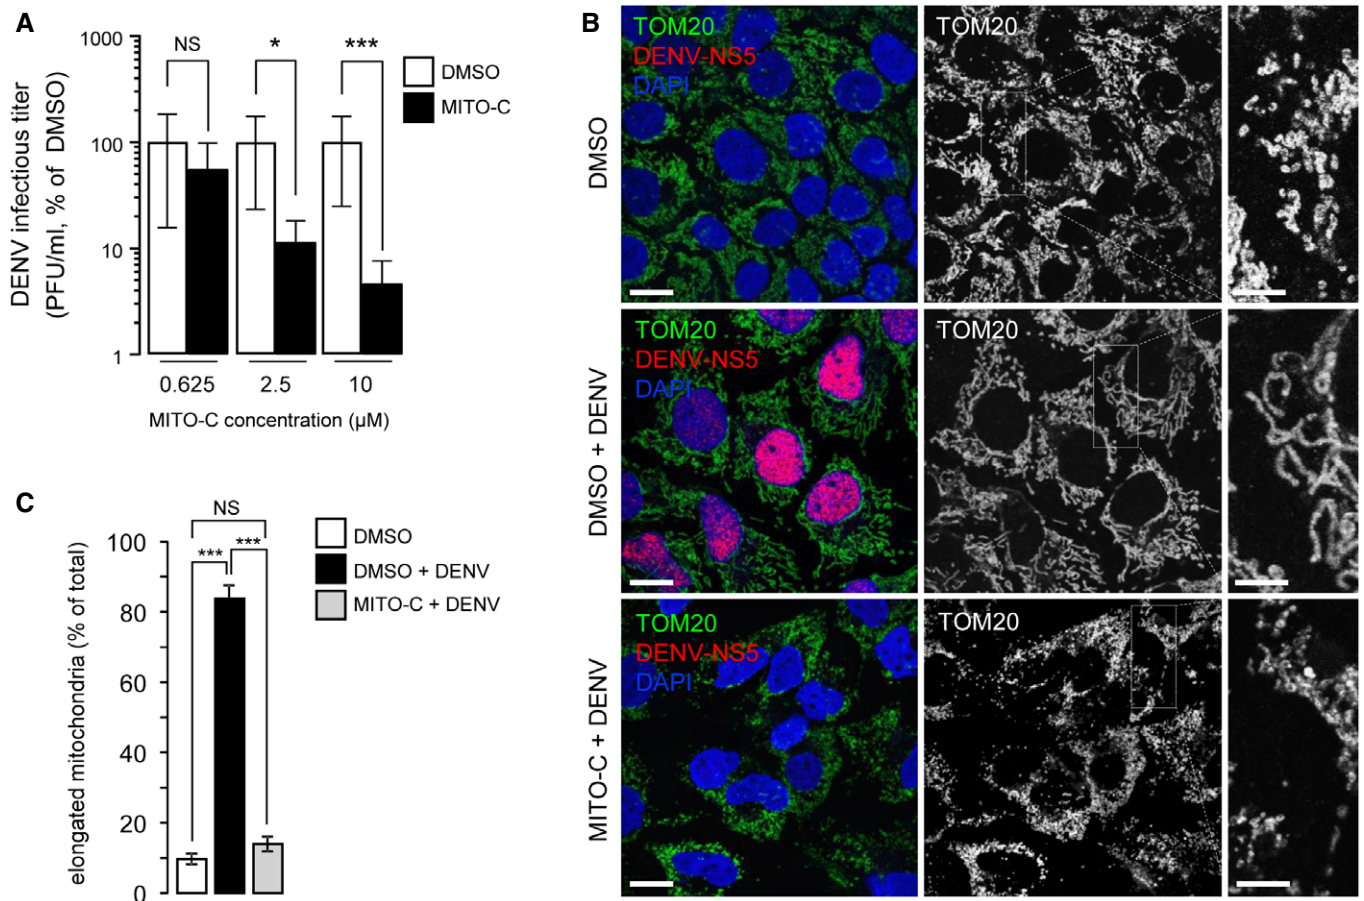 A
DENV infectious titer
(PFU/ml, % of DMSO)
1000
100
10
1
NS
*
***
DMSO
MITO-C
0.625
2.5
10
MITO-C concentration (µM)
B
DMSO
TOM20
DENV-NS5
DAPI
TOM20
DMSO + DENV
TOM20
DENV-NS5
DAPI
TOM20
MITO-C + DENV
TOM20
DENV-NS5
DAPI
TOM20
C
elongated mitochondria (% of total)
100
80
60
40
20
0
NS
***
***
DMSO
DMSO + DENV
MITO-C + DENV